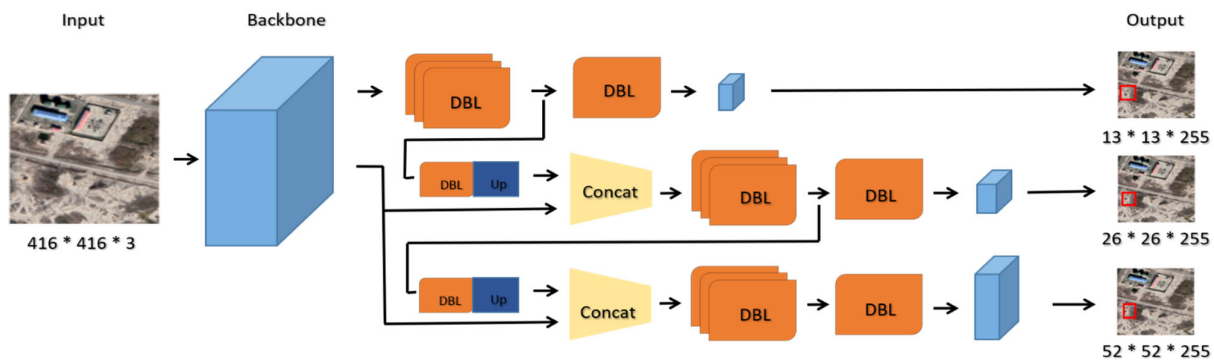 Input
Backbone
Output
DBL
DBL
13 * 13 * 255
DBL
Up
Concat
DBL
DBL
416 * 416 * 3
26 * 26 * 255
DBL
Up
Concat
DBL
DBL
52 * 52 * 255